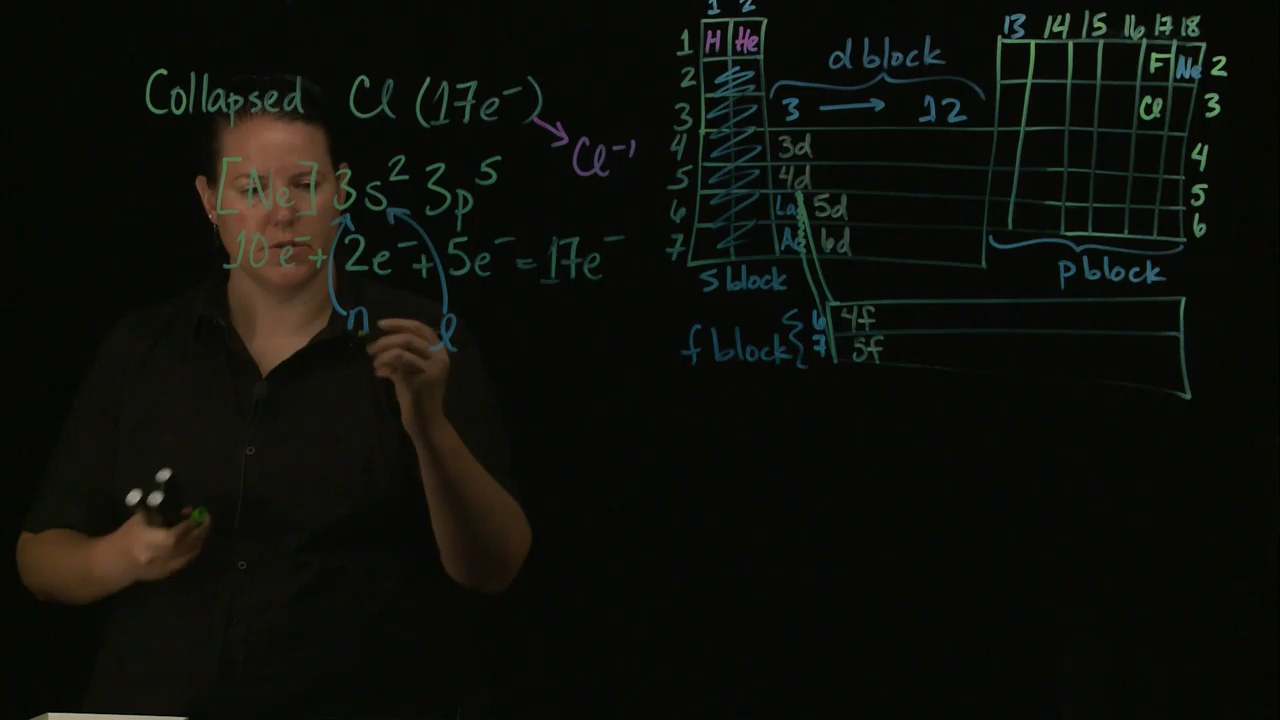 Collapsed Cl (17e⁻)
Cl⁻¹
[Ne] 3s² 3p⁵
10e⁻ + 2e⁻ + 5e⁻ = 17e⁻
n l
1 2
1 H He
2
3
4
5
6
7
s block
d block
3 → 12
3d
4d
La 5d
Ac 6d
13 14 15 16 17 18
F Ne 2
Cl 3
4
5
6
p block
f block
6 4f
7 5f